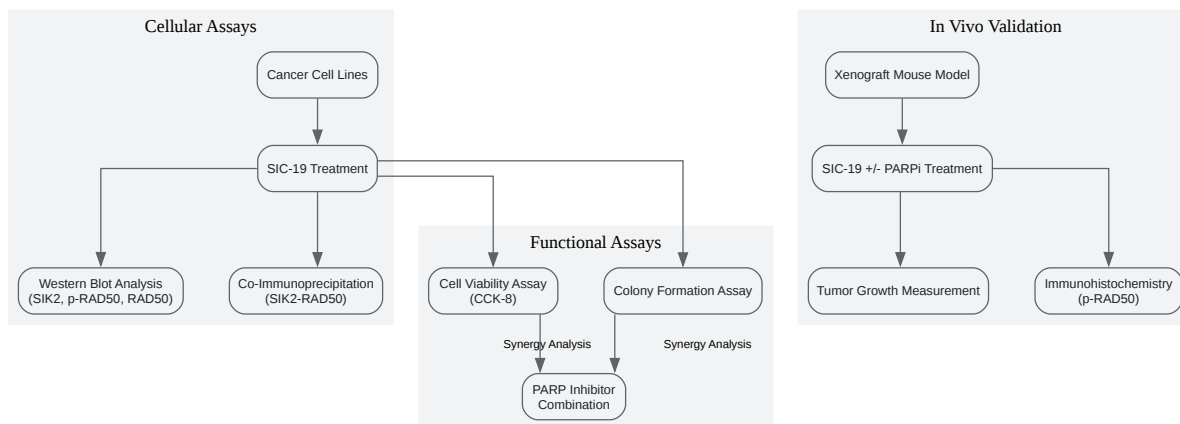 Cellular Assays
Cancer Cell Lines
SIC-19 Treatment
Western Blot Analysis
(SIK2, p-RAD50, RAD50)
Co-Immunoprecipitation
(SIK2-RAD50)
Functional Assays
Cell Viability Assay
(CCK-8)
Colony Formation Assay
Synergy Analysis
Synergy Analysis
PARP Inhibitor
Combination
In Vivo Validation
Xenograft Mouse Model
SIC-19 +/- PARPi Treatment
Tumor Growth Measurement
Immunohistochemistry
(p-RAD50)